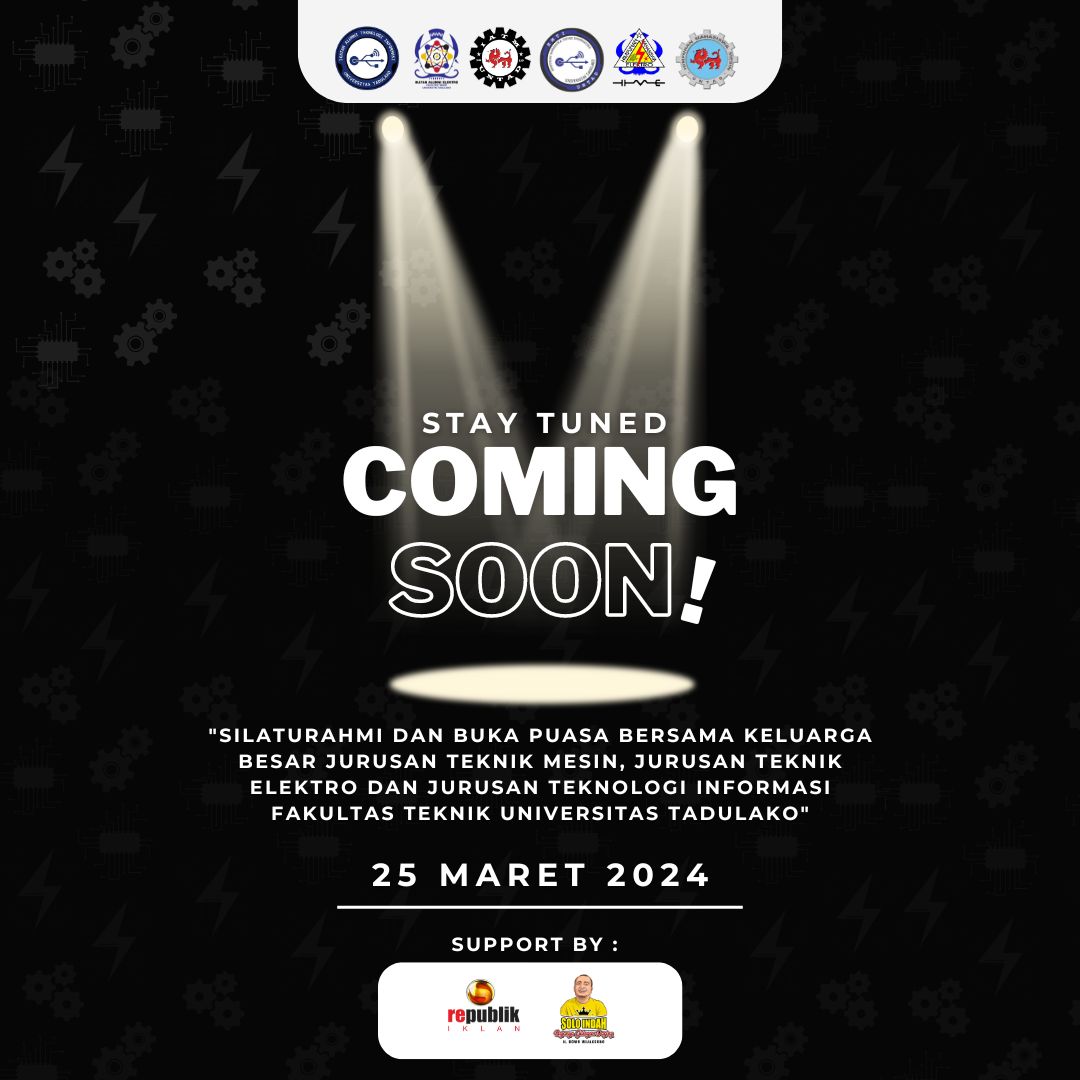 STAY TUNED
COMING
SOON!
"SILATURAHMI DAN BUKA PUASA BERSAMA KELUARGA
BESAR JURUSAN TEKNIK MESIN, JURUSAN TEKNIK
ELEKTRO DAN JURUSAN TEKNOLOGI INFORMASI
FAKULTAS TEKNIK UNIVERSITAS TADULAKO"
25 MARET 2024
SUPPORT BY :
republik
IKLAN
SOLO INDAH